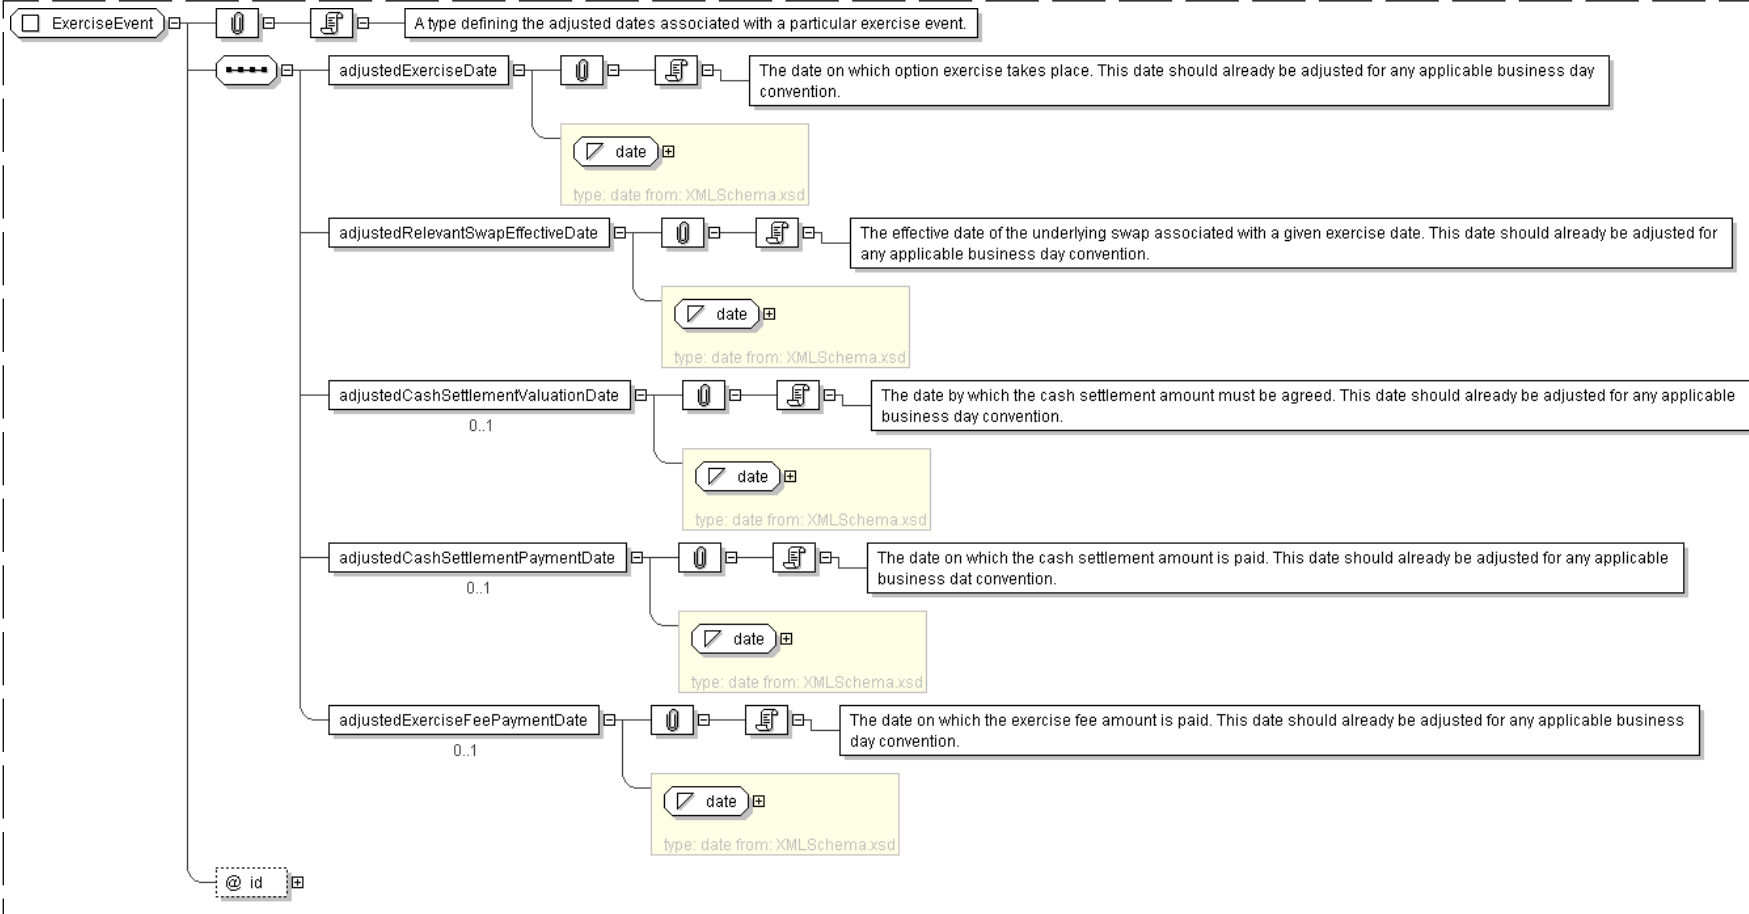 ExerciseEvent
A type defining the adjusted dates associated with a particular exercise event.
adjustedExerciseDate
The date on which option exercise takes place. This date should already be adjusted for any applicable business day
convention.
date
type: date from: XMLSchema.xsd
adjustedRelevantSwapEffectiveDate
The effective date of the underlying swap associated with a given exercise date. This date should already be adjusted for
any applicable business day convention.
date
type: date from: XMLSchema.xsd
adjustedCashSettlementValuationDate
0..1
The date by which the cash settlement amount must be agreed. This date should already be adjusted for any applicable
business day convention.
date
type: date from: XMLSchema.xsd
adjustedCashSettlementPaymentDate
0..1
The date on which the cash settlement amount is paid. This date should already be adjusted for any applicable
business dat convention.
date
type: date from: XMLSchema.xsd
adjustedExerciseFeePaymentDate
0..1
The date on which the exercise fee amount is paid. This date should already be adjusted for any applicable business
day convention.
date
type: date from: XMLSchema.xsd
@ id